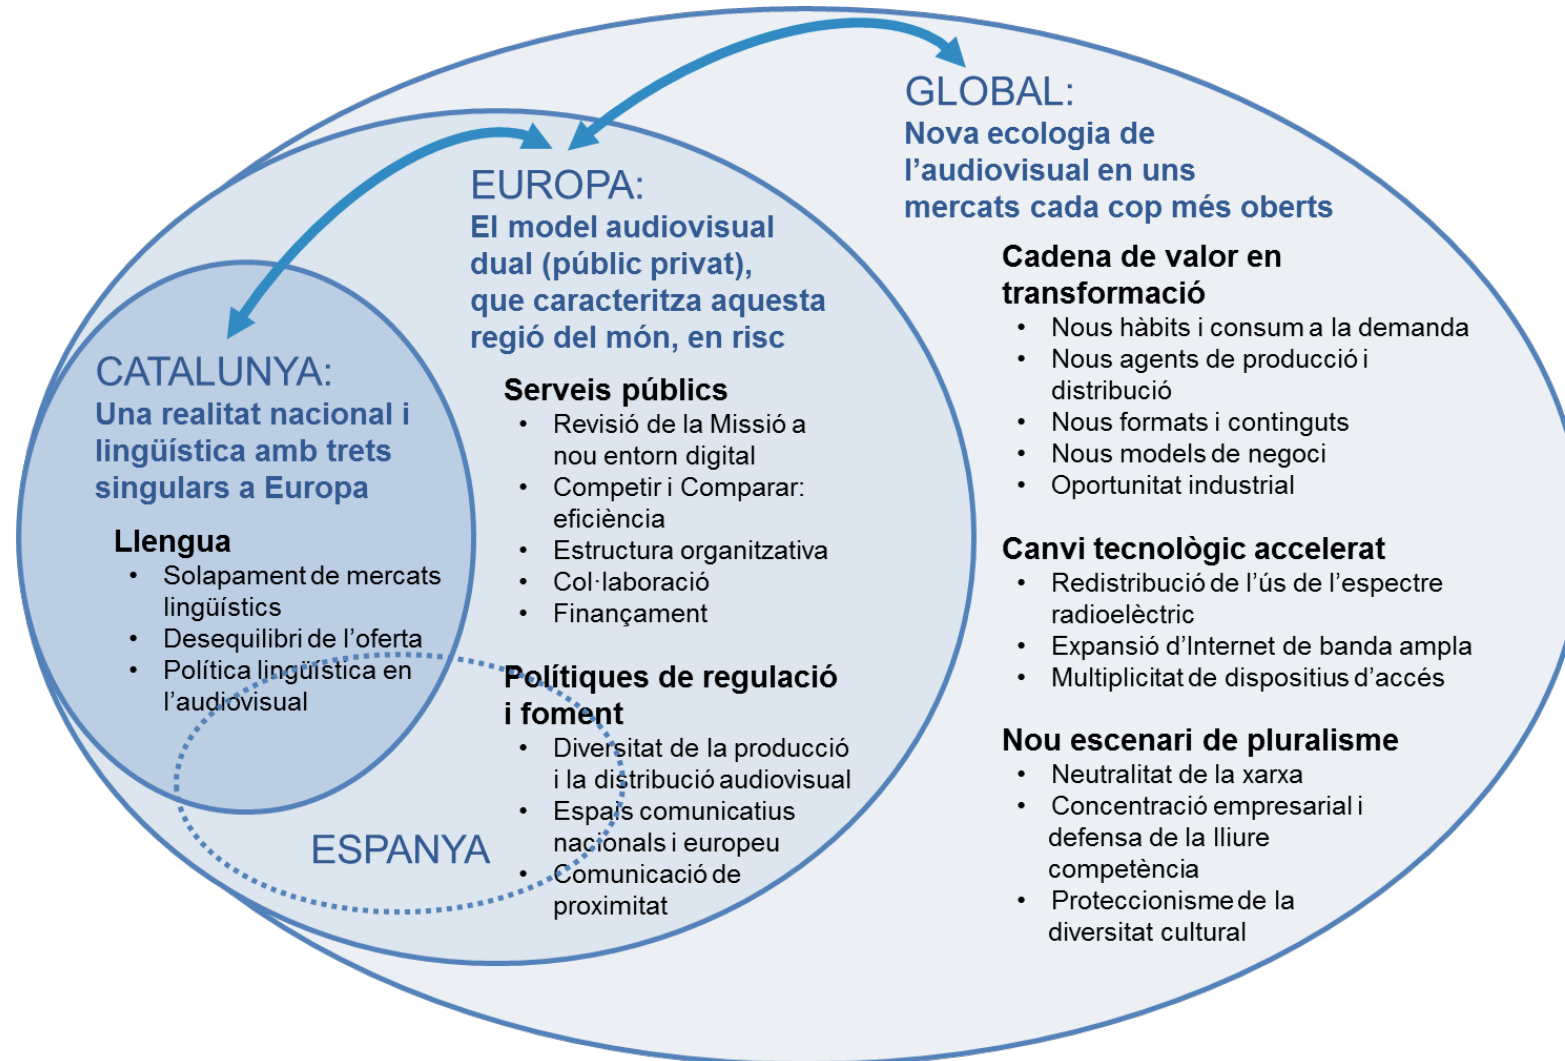 GLOBAL:
Nova ecologia de
l’audiovisual en uns
mercats cada cop més oberts
Cadena de valor en
transformació
• Nous hàbits i consum a la demanda
• Nous agents de producció i
distribució
• Nous formats i continguts
• Nous models de negoci
• Oportunitat industrial
Canvi tecnològic accelerat
• Redistribució de l’ús de l’espectre
radioelèctric
• Expansió d’Internet de banda ampla
• Multiplicitat de dispositius d’accés
Nou escenari de pluralisme
• Neutralitat de la xarxa
• Concentració empresarial i
defensa de la lliure
competència
• Proteccionisme de la
diversitat cultural
EUROPA:
El model audiovisual
dual (públic privat),
que caracteritza aquesta
regió del món, en risc
Serveis públics
• Revisió de la Missió a
nou entorn digital
• Competir i Comparar:
eficiència
• Estructura organitzativa
• Col·laboració
• Finançament
Polítiques de regulació
i foment
• Diversitat de la producció
i la distribució audiovisual
• Espais comunicatius
nacionals i europeu
• Comunicació de
proximitat
CATALUNYA:
Una realitat nacional i
lingüística amb trets
singulars a Europa
Llengua
• Solapament de mercats
lingüístics
• Desequilibri de l’oferta
• Política lingüística en
l’audiovisual
ESPANYA